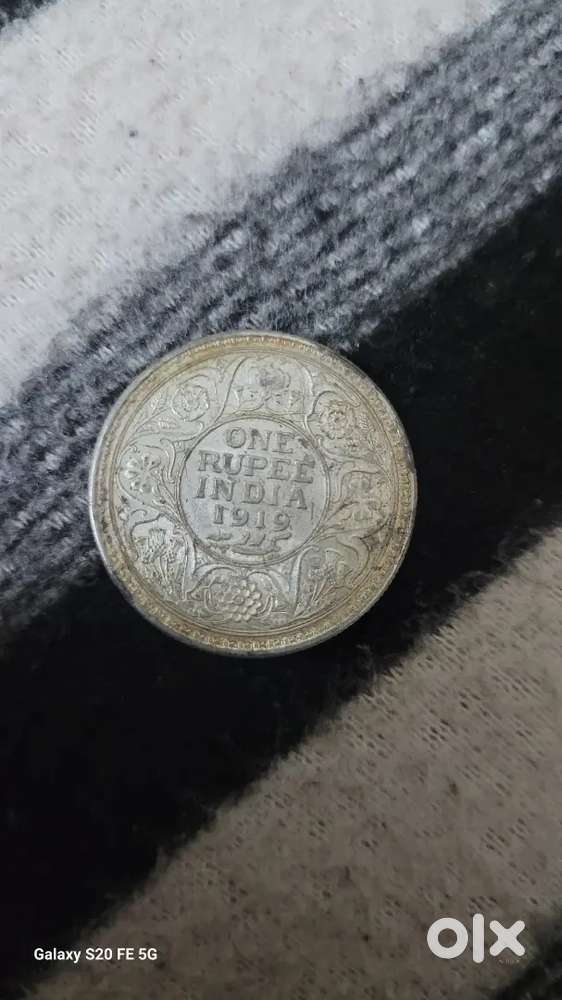 ONE
RUPEE
INDIA
1919
Galaxy S20 FE 5G
olx